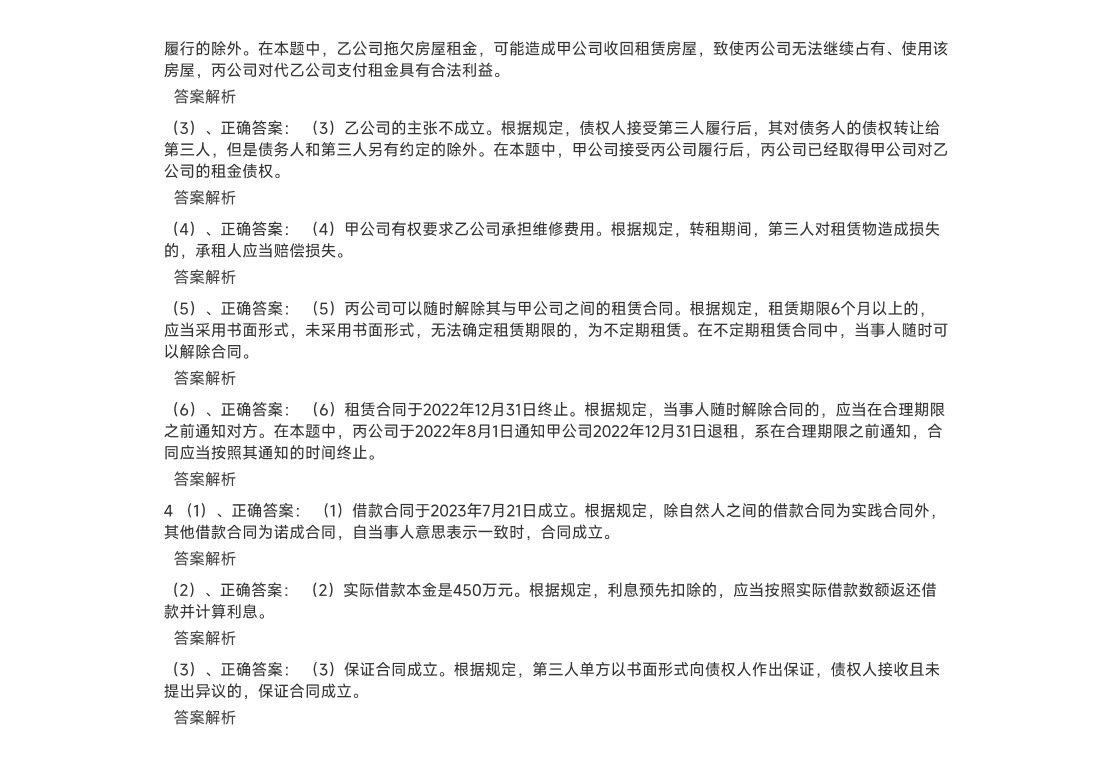 履行的除外。在本题中，乙公司拖欠房屋租金，可能造成甲公司收回租赁房屋，致使丙公司无法继续占有、使用该
房屋，丙公司对代乙公司支付租金具有合法利益。
答案解析
（3）、正确答案： （3）乙公司的主张不成立。根据规定，债权人接受第三人履行后，其对债务人的债权转让给
第三人，但是债务人和第三人另有约定的除外。在本题中，甲公司接受丙公司履行后，丙公司已经取得甲公司对乙
公司的租金债权。
答案解析
（4）、正确答案： （4）甲公司有权要求乙公司承担维修费用。根据规定，转租期间，第三人对租赁物造成损失
的，承租人应当赔偿损失。
答案解析
（5）、正确答案： （5）丙公司可以随时解除其与甲公司之间的租赁合同。根据规定，租赁期限6个月以上的，
应当采用书面形式，未采用书面形式，无法确定租赁期限的，为不定期租赁。在不定期租赁合同中，当事人随时可
以解除合同。
答案解析
（6）、正确答案： （6）租赁合同于2022年12月31日终止。根据规定，当事人随时解除合同的，应当在合理期限
之前通知对方。在本题中，丙公司于2022年8月1日通知甲公司2022年12月31日退租，系在合理期限之前通知，合
同应当按照其通知的时间终止。
答案解析
4 （1）、正确答案： （1）借款合同于2023年7月21日成立。根据规定，除自然人之间的借款合同为实践合同外，
其他借款合同为诺成合同，自当事人意思表示一致时，合同成立。
答案解析
（2）、正确答案： （2）实际借款本金是450万元。根据规定，利息预先扣除的，应当按照实际借款数额返还借
款并计算利息。
答案解析
（3）、正确答案： （3）保证合同成立。根据规定，第三人单方以书面形式向债权人作出保证，债权人接收且未
提出异议的，保证合同成立。
答案解析